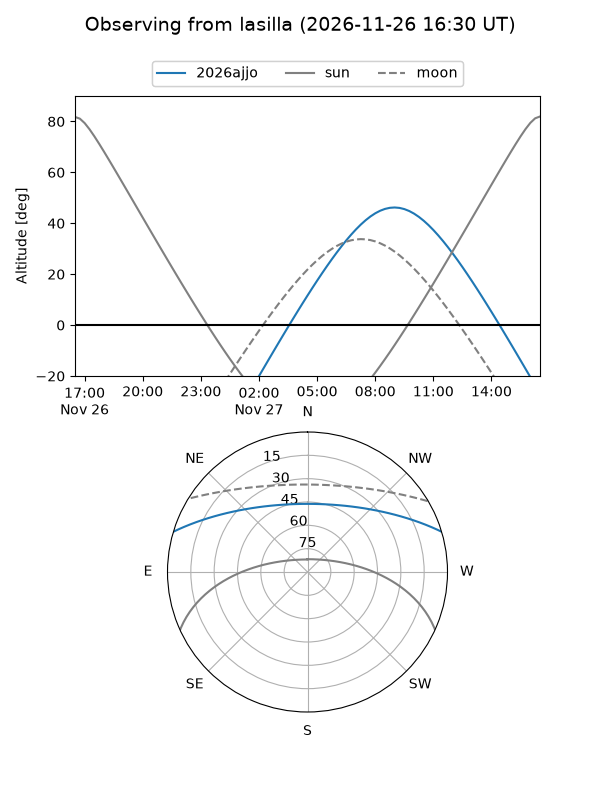 Observing from lasilla (2026-11-26 16:30 UT)
2026ajjo sun moon
Altitude [deg]
80
60
40
20
0
−20
17:00 20:00 23:00 02:00 05:00 08:00 11:00 14:00
Nov 26 Nov 27
N
NE NW
15
30
45
60
75
E W
SE SW
S